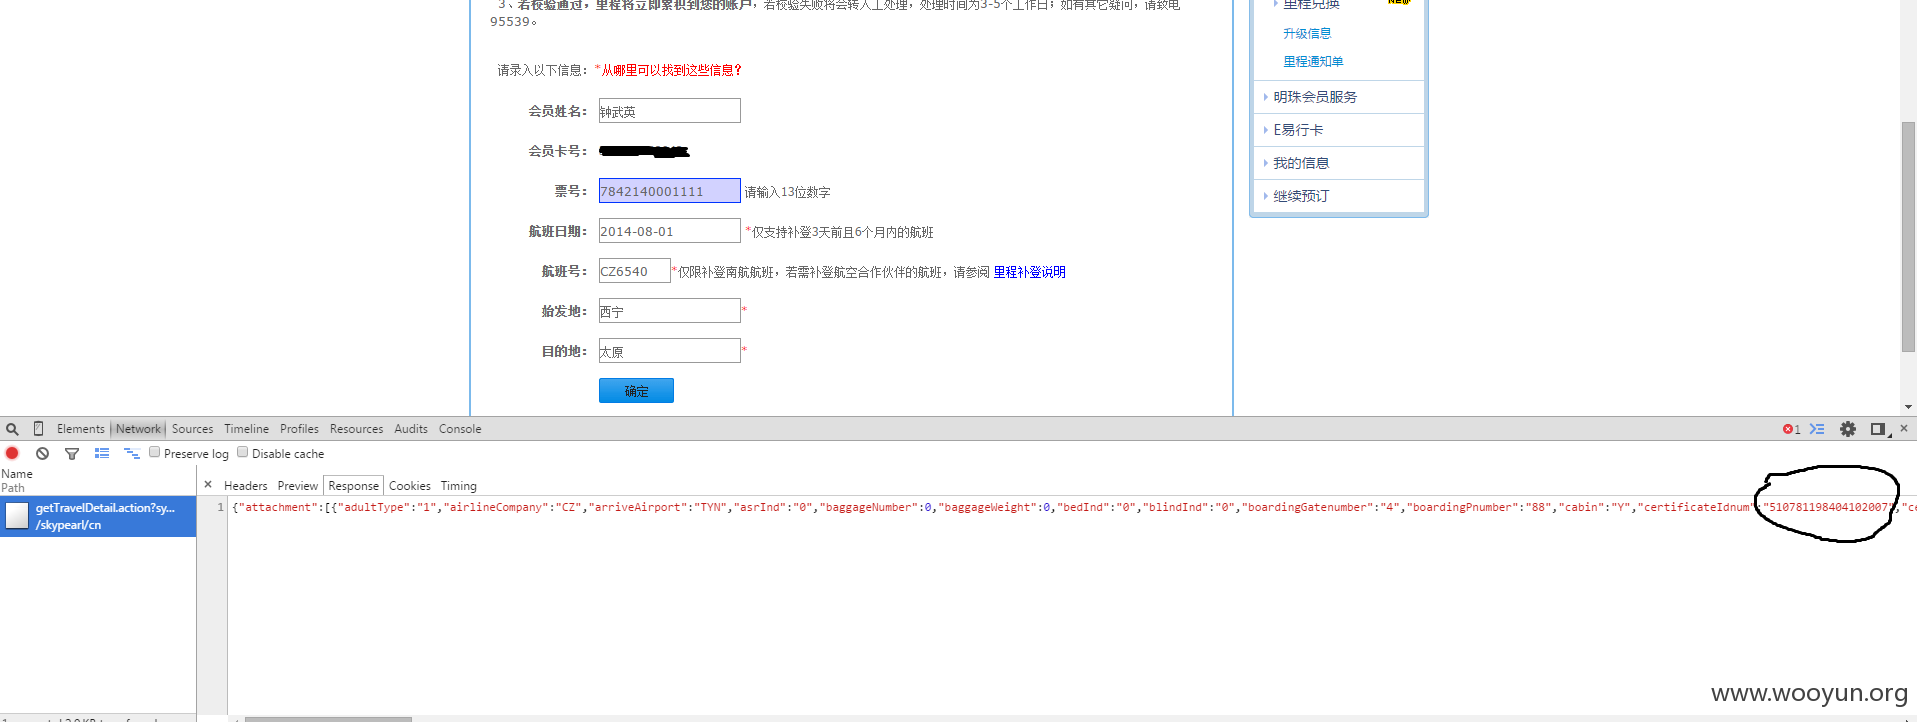 3、若校验通过，里程将立即累积到您的账户，若校验失败将会转人工处理，处理时间为3-5个工作日；如有其它疑问，请致电
95539。
请录入以下信息：*从哪里可以找到这些信息？
会员姓名： 钟武英
会员卡号：
票号： 7842140001111 请输入13位数字
航班日期： 2014-08-01 *仅支持补登3天前且6个月内的航班
航班号： CZ6540 *仅限补登南航航班，若需补登航空合作伙伴的航班，请参阅 里程补登说明
始发地： 西宁 *
目的地： 太原 *
确定
里程兑换 NEW
升级信息
里程通知单
明珠会员服务
E易行卡
我的信息
继续预订
Elements Network Sources Timeline Profiles Resources Audits Console
1
Preserve log Disable cache
Name
Path
× Headers Preview Response Cookies Timing
getTravelDetail.action?sy...
/skypearl/cn
1 {"attachment":[{"adultType":"1","airlineCompany":"CZ","arriveAirport":"TYN","asrInd":"0","baggageNumber":0,"baggageWeight":0,"bedInd":"0","blindInd":"0","boardingGatenumber":"4","boardingPnumber":"88","cabin":"Y","certificateIdnum":"510781198404102007","ce
www.wooyun.org